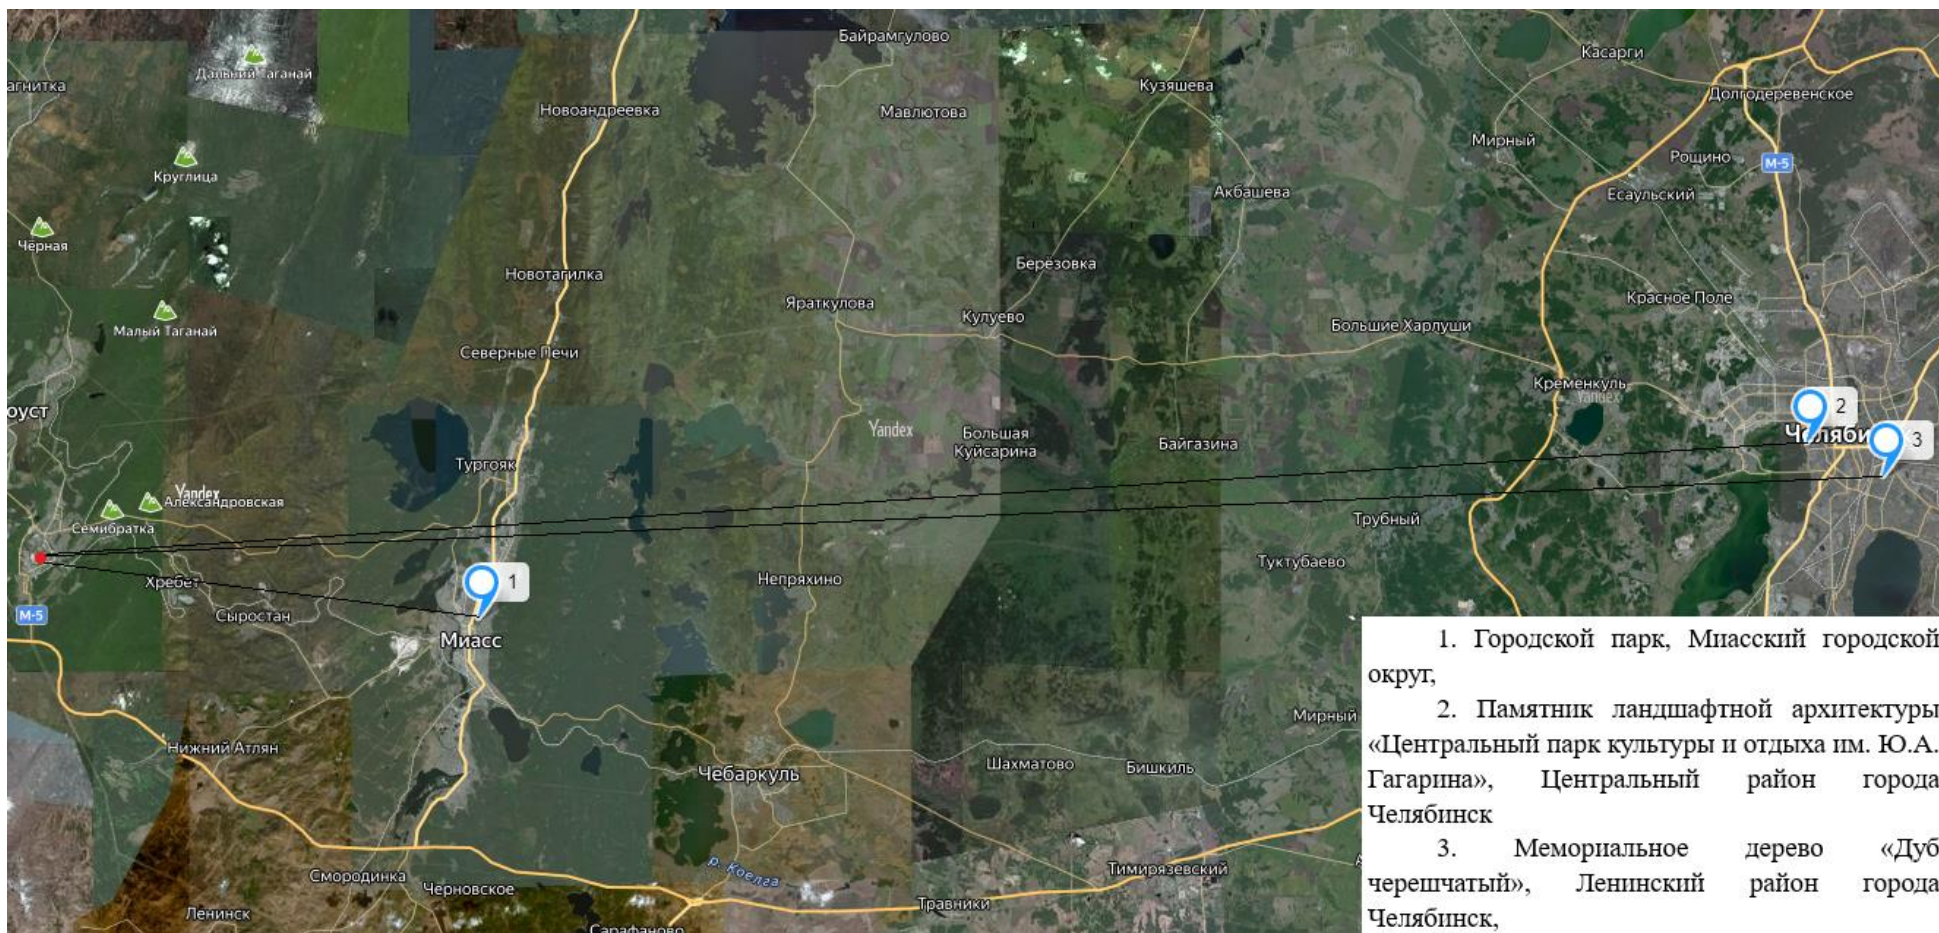 Байрамгулово
Касарги
Дальний Таганай
агнитка
Кузяшева
Долгодеревенское
Новоандреевка
Мавлютова
Мирный
Рощино
М-5
Круглица
Акбашева
Есаульский
Чёрная
Новотагилка
Берёзовка
Яраткулова
Кулуево
Красное Поле
Малый Таганай
Большие Харлуши
Северные Печи
Кременкуль
Yandex
оуст
2
Yandex
Большая
Куйсарина
Байгазина
Челяби
3
Тургояк
Yandex
Александровская
Семибратка
Трубный
Туктубаево
Хребет
1
Непряхино
М-5
Сыростан
Миасс
Мирный
Нижний Атлян
Чебаркуль
Шахматово
Бишкиль
р. Коелга
Тимирязевский
Смородинка
Черновское
Травники
Ленинск
Сарафаново
1. Городской парк, Миасский городской
округ,
2. Памятник ландшафтной архитектуры
«Центральный парк культуры и отдыха им. Ю.А.
Гагарина», Центральный район города
Челябинск
3. Мемориальное дерево «Дуб
черешчатый», Ленинский район города
Челябинск,